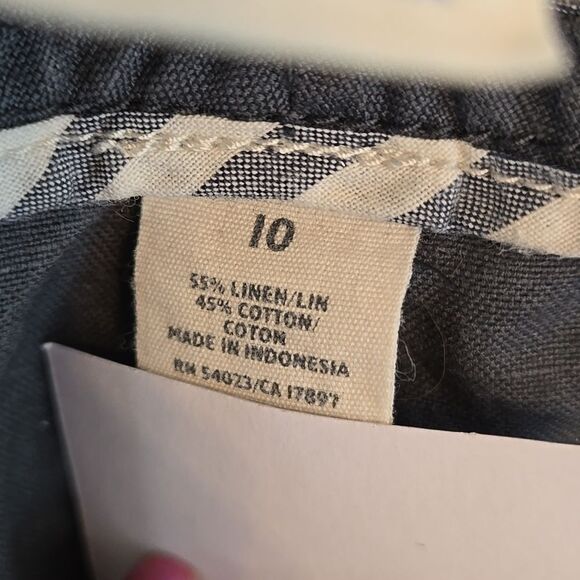 10
55% LINEN/LIN
45% COTTON/
COTON
MADE IN INDONESIA
RN 54023/CA 17897